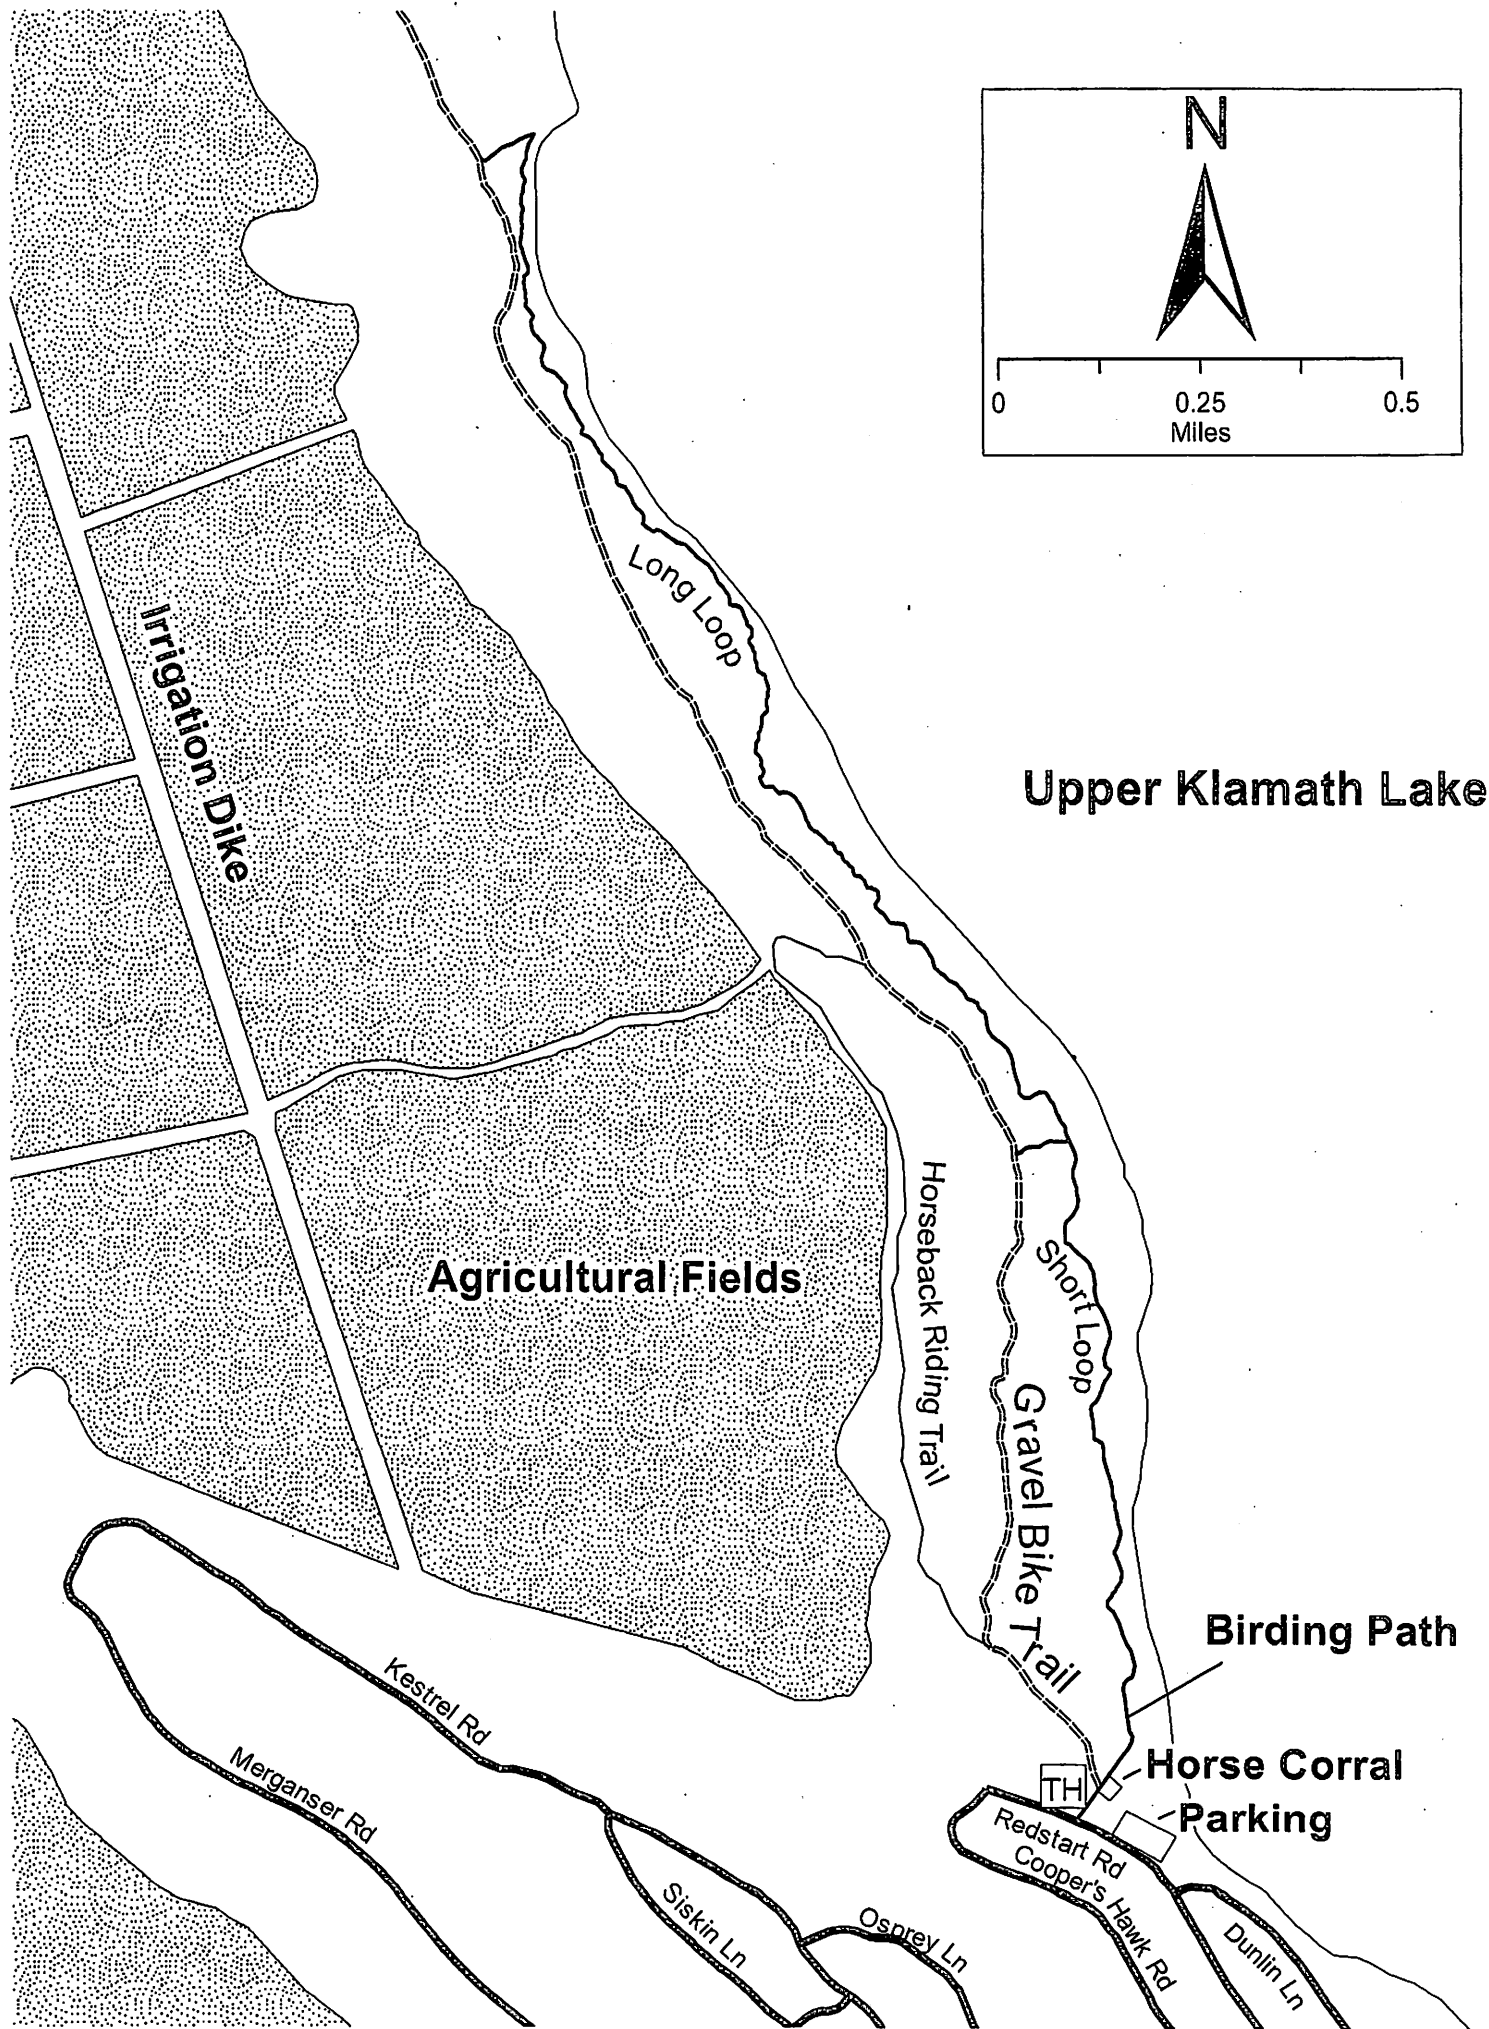 N
0
0.25
0.5
Miles
Long Loop
Irrigation Dike
Upper Klamath Lake
Horseback Riding Trail
Short Loop
Agricultural Fields
Gravel Bike Trail
Birding Path
Kestrel Rd
Merganser Rd
Horse Corral
TH
Parking
Redstart Rd
Cooper's Hawk Rd
Siskin Ln
Osprey Ln
Dunlin Ln